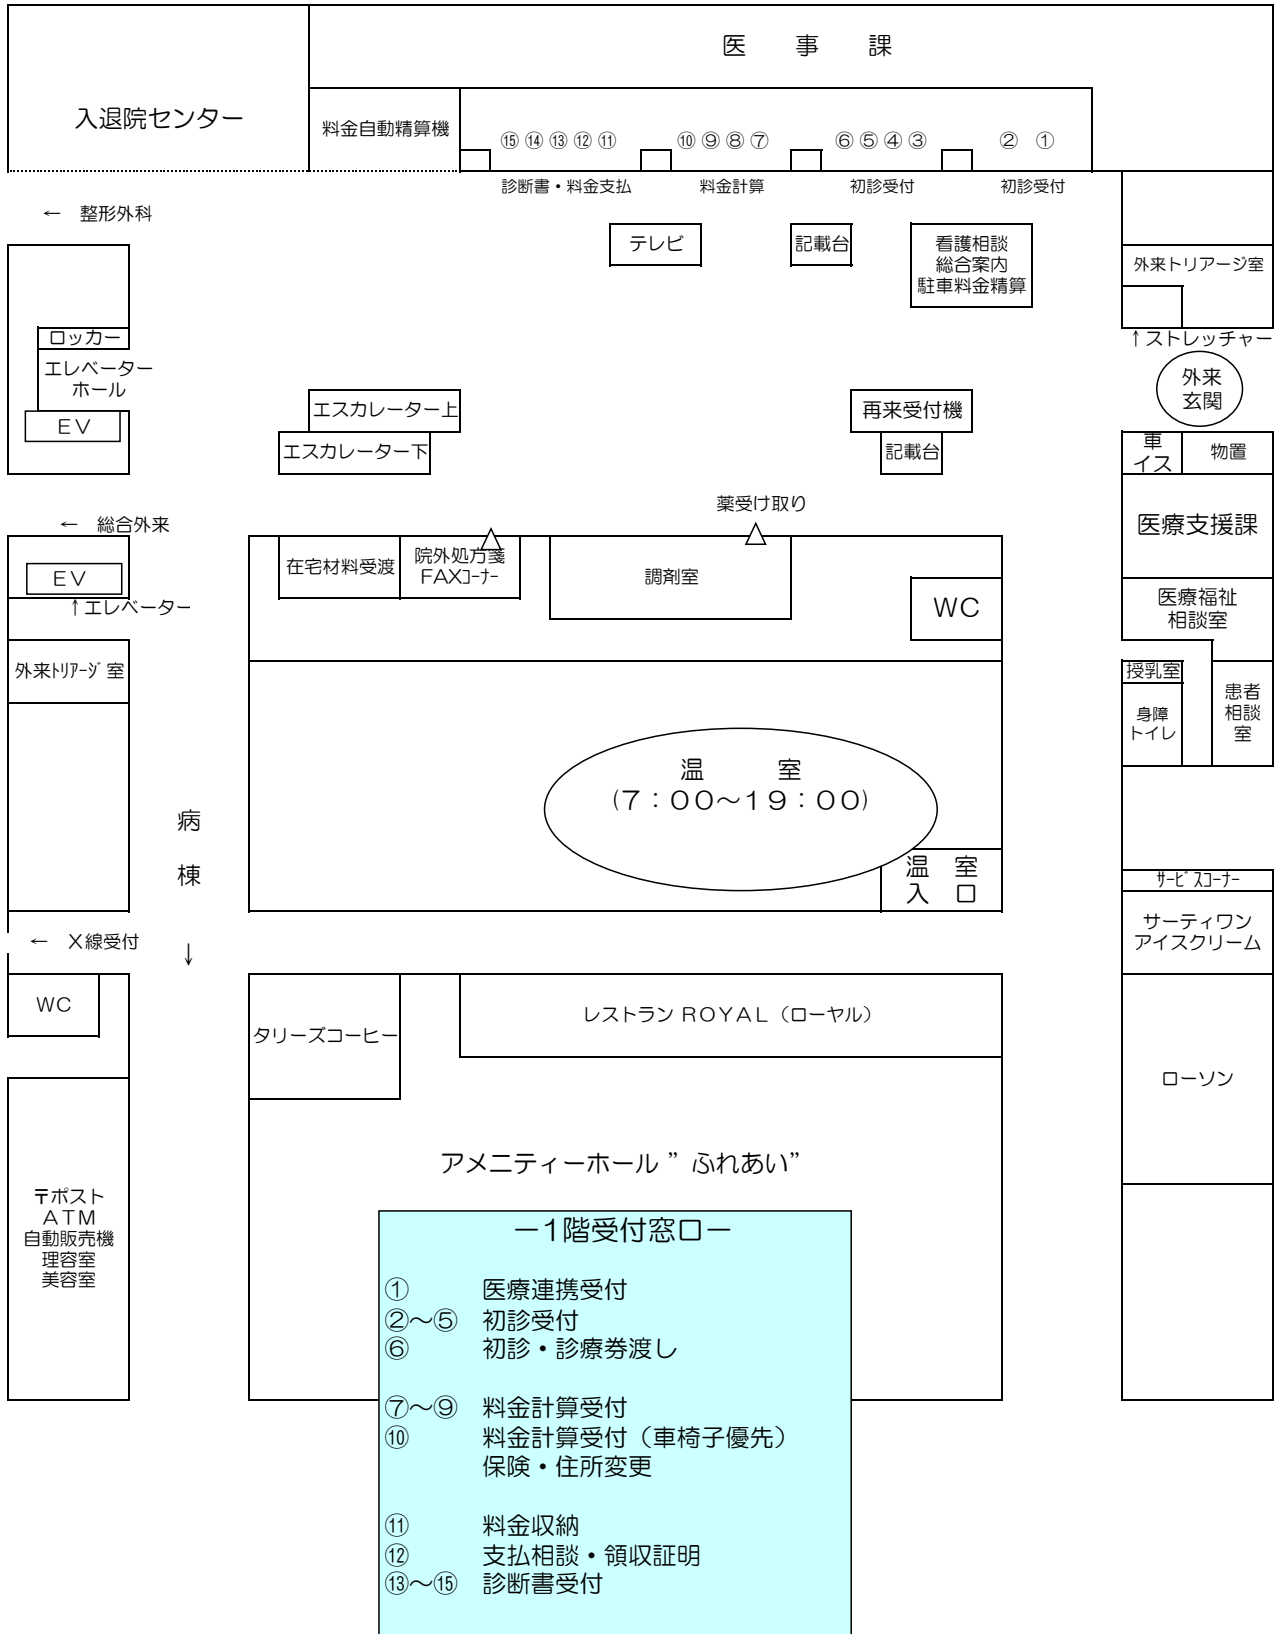 医　事　課
入退院センター
料金自動精算機
⑮⑭⑬⑫⑪
⑩⑨⑧⑦
⑥⑤④③
②　①
診断書・料金支払
料金計算
初診受付
初診受付
←　整形外科
テレビ
記載台
看護相談
総合案内
駐車料金精算
外来トリアージ室
↑ストレッチャー
外来
玄関
ロッカー
エレベーター
ホール
ＥＶ
エスカレーター上
エスカレーター下
再来受付機
記載台
車
イス
物置
医療支援課
←　総合外来
ＥＶ
↑エレベーター
薬受け取り
△
△
在宅材料受渡
院外処方箋
FAXｺｰﾅｰ
調剤室
WC
医療福祉
相談室
外来ﾄﾘｱｰｼﾞ室
授乳室
身障
トイレ
患者
相談
室
温　室
(７：００～１９：００)
温　室
入　口
病
棟
↓
←　Ｘ線受付
WC
ｻｰﾋﾞｽｺｰﾅｰ
サーティワン
アイスクリーム
タリーズコーヒー
レストラン ROYAL（ローヤル）
ローソン
アメニティーホール ” ふれあい”
〒ポスト
ＡＴＭ
自動販売機
理容室
美容室
－1階受付窓口－
①　医療連携受付
②～⑤　初診受付
⑥　初診・診療券渡し
⑦～⑨　料金計算受付
⑩　料金計算受付（車椅子優先）
保険・住所変更
⑪　料金収納
⑫　支払相談・領収証明
⑬～⑮　診断書受付